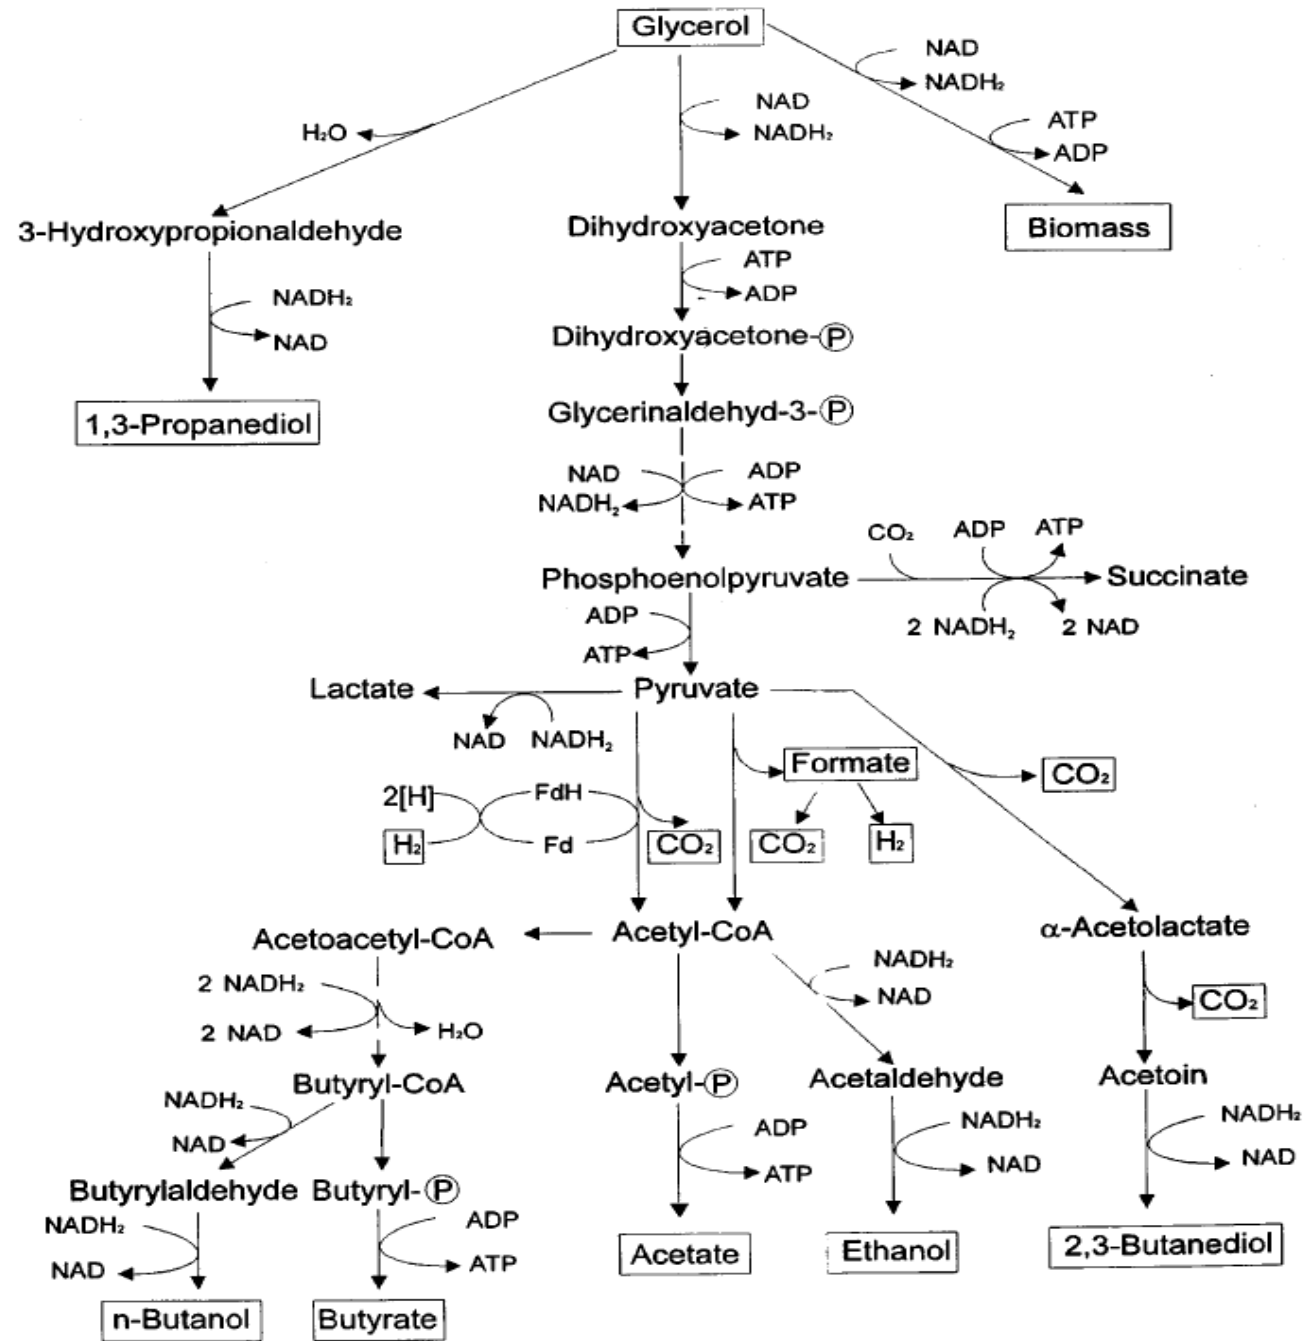 Glycerol
NAD
NADH₂
NAD
NADH₂
H₂O
ATP
ADP
3-Hydroxypropionaldehyde
Dihydroxyacetone
Biomass
ATP
ADP
NADH₂
NAD
Dihydroxyacetone-Ⓟ
1,3-Propanediol
Glycerinaldehyd-3-Ⓟ
NAD
ADP
NADH₂
ATP
CO₂
ADP
ATP
Phosphoenolpyruvate
Succinate
ADP
ATP
2 NADH₂
2 NAD
Lactate
Pyruvate
NAD
NADH₂
Formate
CO₂
2[H]
FdH
H₂
Fd
CO₂
CO₂
H₂
Acetoacetyl-CoA
Acetyl-CoA
α-Acetolactate
2 NADH₂
2 NAD
H₂O
NADH₂
NAD
CO₂
Butyryl-CoA
Acetyl-Ⓟ
Acetaldehyde
Acetoin
NADH₂
NAD
ADP
ATP
NADH₂
NAD
NADH₂
NAD
Butyrylaldehyde
Butyryl-Ⓟ
NADH₂
NAD
ADP
ATP
n-Butanol
Butyrate
Acetate
Ethanol
2,3-Butanediol